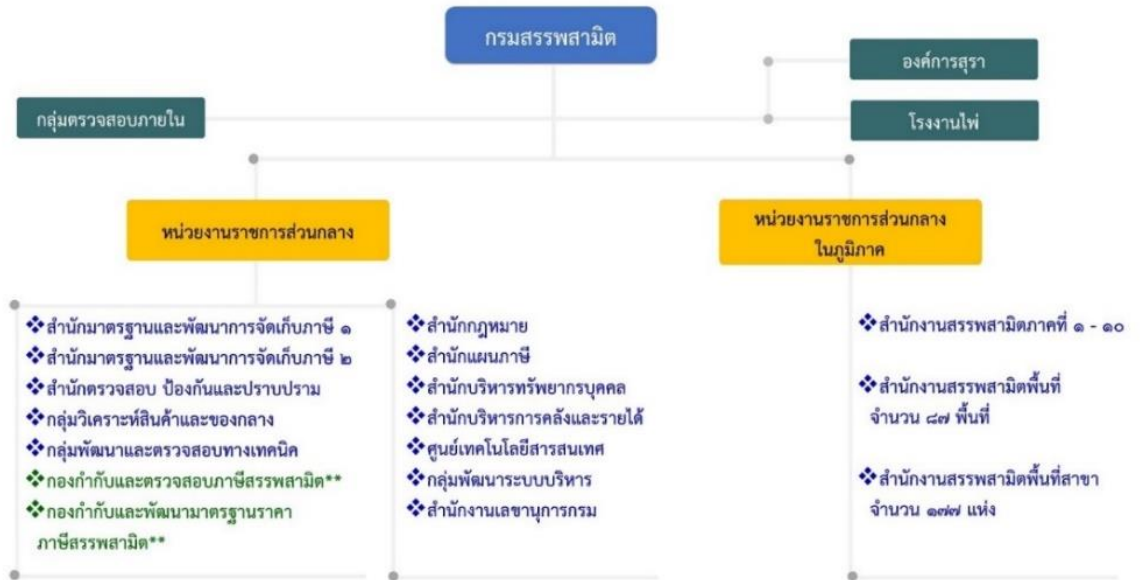 กรมสรรพสามิต
องค์การสุรา
กลุ่มตรวจสอบภายใน
โรงงานไพ่
หน่วยงานราชการส่วนกลาง
หน่วยงานราชการส่วนกลาง
ในภูมิภาค
❖สำนักมาตรฐานและพัฒนาการจัดเก็บภาษี ๑
❖สำนักมาตรฐานและพัฒนาการจัดเก็บภาษี ๒
❖สำนักตรวจสอบ ป้องกันและปราบปราม
❖กลุ่มวิเคราะห์สินค้าและของกลาง
❖กลุ่มพัฒนาและตรวจสอบทางเทคนิค
❖กองกำกับและตรวจสอบภาษีสรรพสามิต**
❖กองกำกับและพัฒนามาตรฐานราคา
ภาษีสรรพสามิต**
❖สำนักกฎหมาย
❖สำนักแผนภาษี
❖สำนักบริหารทรัพยากรบุคคล
❖สำนักบริหารการคลังและรายได้
❖ศูนย์เทคโนโลยีสารสนเทศ
❖กลุ่มพัฒนาระบบบริหาร
❖สำนักงานเลขานุการกรม
❖สำนักงานสรรพสามิตภาคที่ ๑ - ๑๐
❖สำนักงานสรรพสามิตพื้นที่
จำนวน ๘๗ พื้นที่
❖สำนักงานสรรพสามิตพื้นที่สาขา
จำนวน ๑๗๗ แห่ง